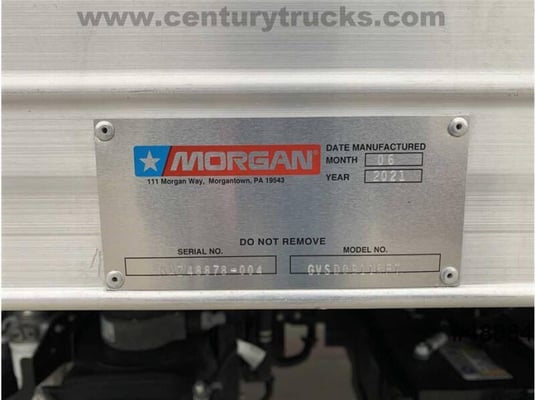 www.centurytrucks.com
MORGAN
111 Morgan Way, Morgantown, PA 19543
DATE MANUFACTURED
MONTH 06
YEAR 2021
DO NOT REMOVE
SERIAL NO. MODEL NO.